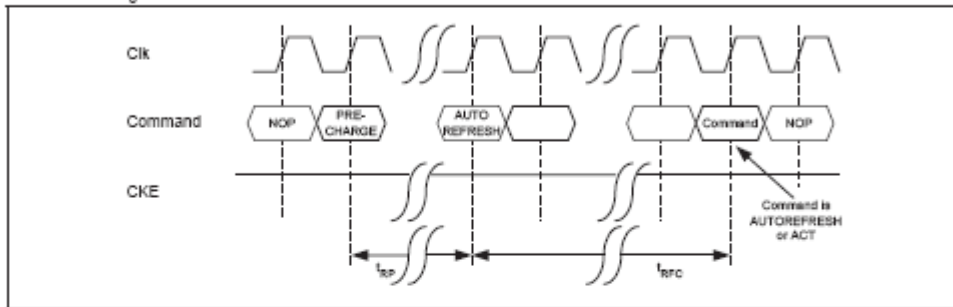 Clk
Command
NOP
PRE-
CHARGE
AUTO
REFRESH
Command
NOP
CKE
Command is
AUTOREFRESH
or ACT
tRP
tRFC